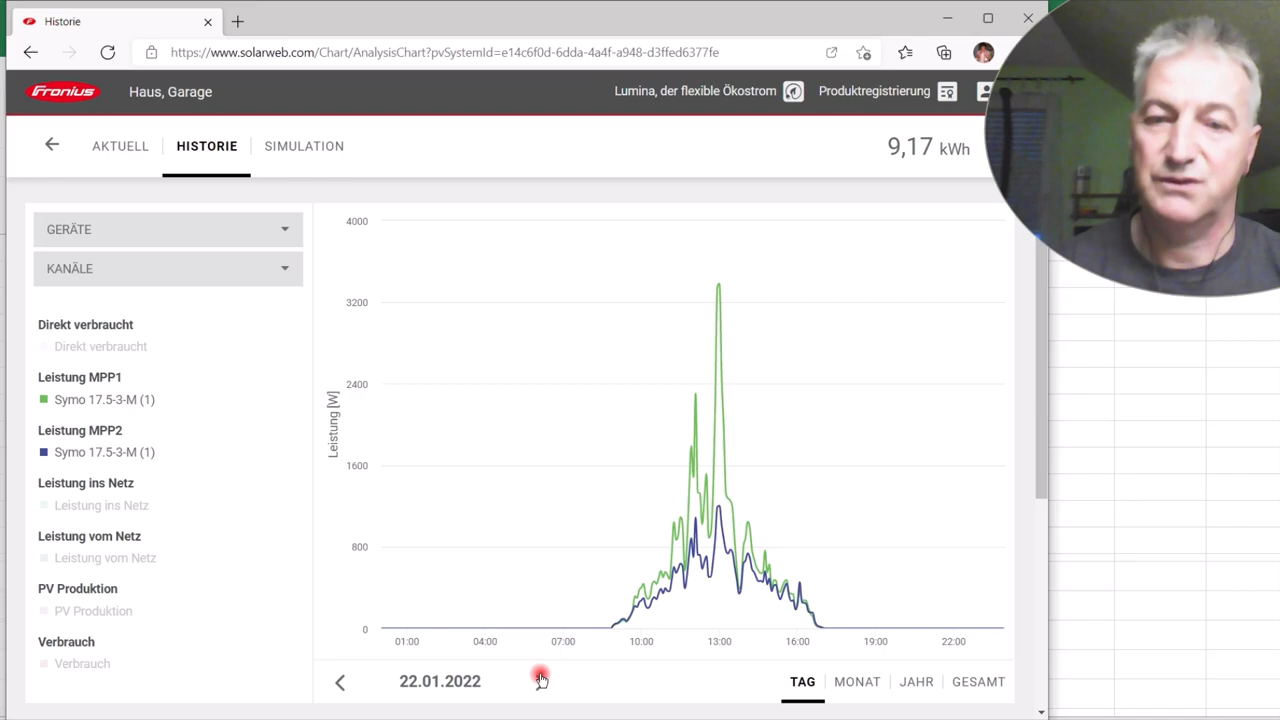 Historie
https://www.solarweb.com/Chart/AnalysisChart?pvSystemId=e14c6f0d-6dda-4a4f-a948-d3ffed6377fe
Fronius
Haus, Garage
Lumina, der flexible Ökostrom
Produktregistrierung
AKTUELL
HISTORIE
SIMULATION
9,17 kWh
GERÄTE
KANÄLE
Direkt verbraucht
Direkt verbraucht
Leistung MPP1
Symo 17.5-3-M (1)
Leistung MPP2
Symo 17.5-3-M (1)
Leistung ins Netz
Leistung ins Netz
Leistung vom Netz
Leistung vom Netz
PV Produktion
PV Produktion
Verbrauch
Verbrauch
Leistung [W]
4000
3200
2400
1600
800
0
01:00 04:00 07:00 10:00 13:00 16:00 19:00 22:00
22.01.2022
TAG MONAT JAHR GESAMT